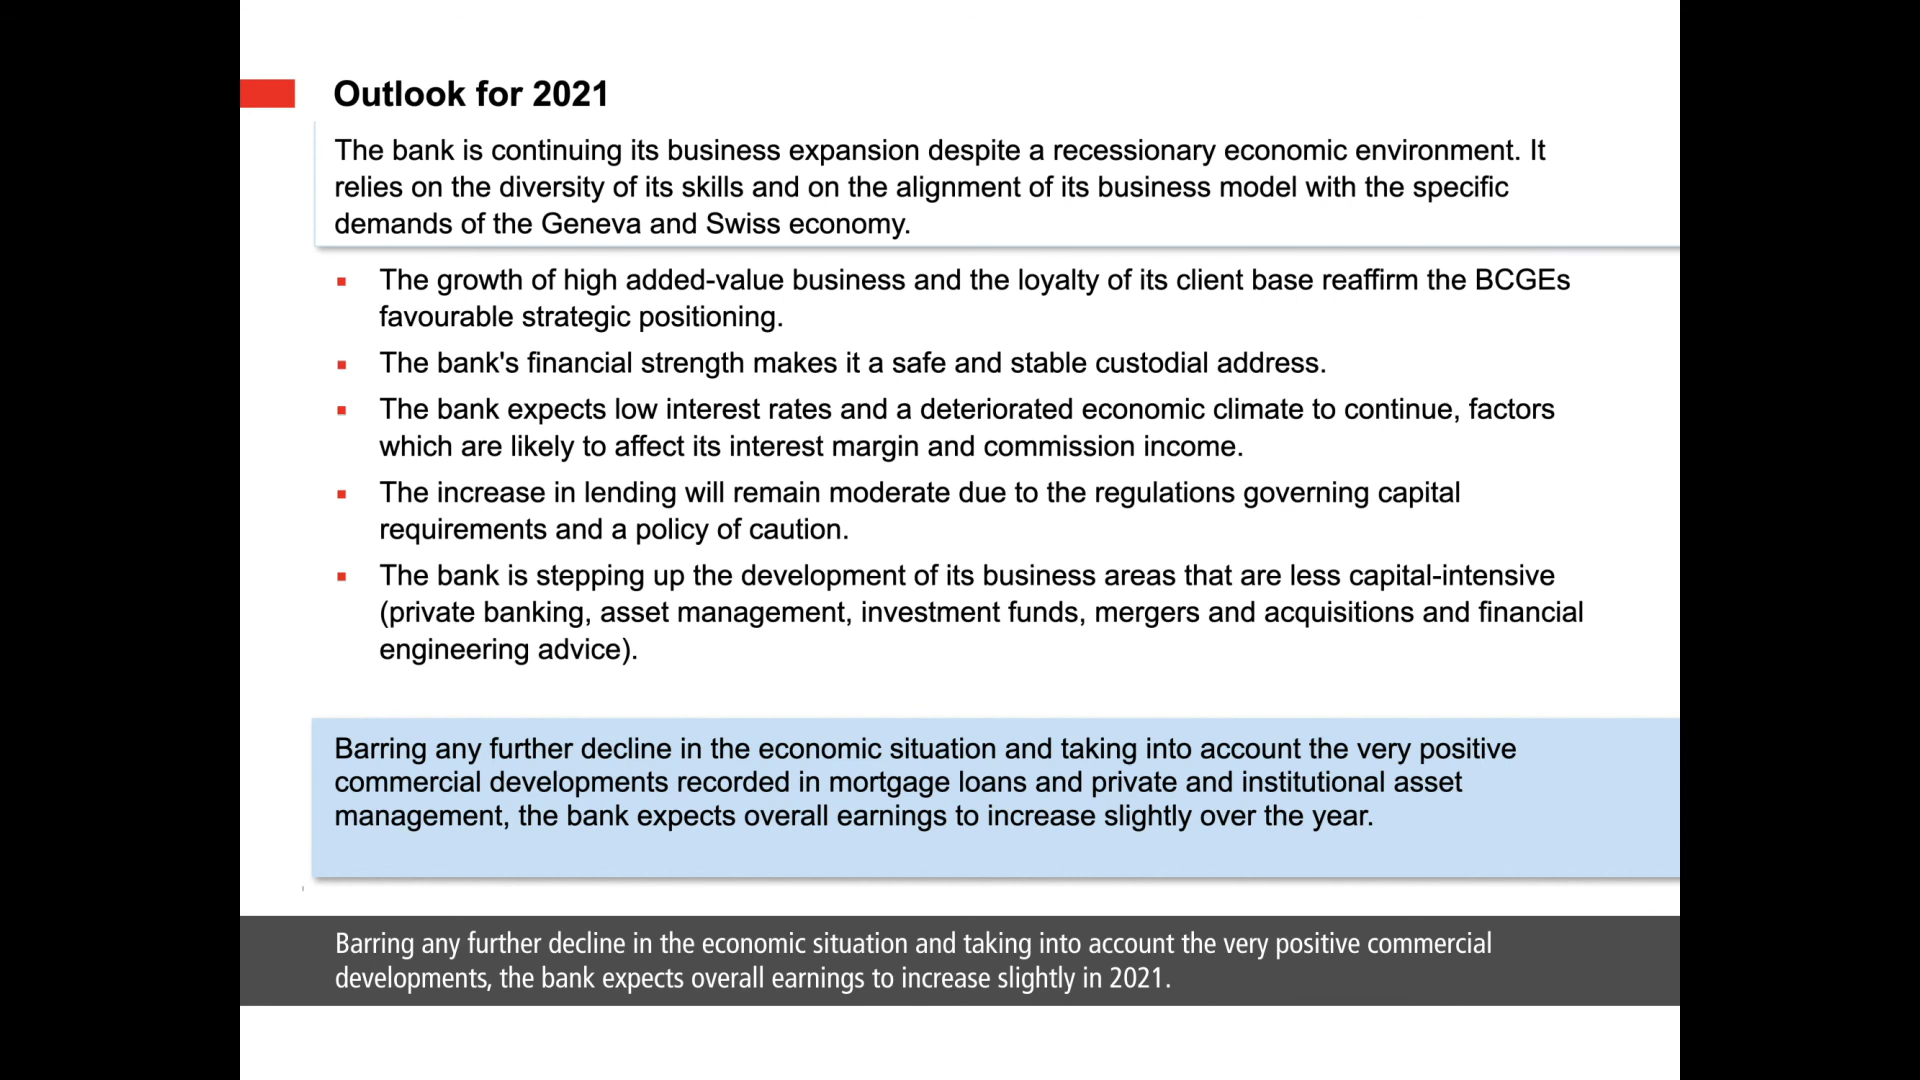 Outlook for 2021
The bank is continuing its business expansion despite a recessionary economic environment. It
relies on the diversity of its skills and on the alignment of its business model with the specific
demands of the Geneva and Swiss economy.
▪ The growth of high added-value business and the loyalty of its client base reaffirm the BCGEs
favourable strategic positioning.
▪ The bank's financial strength makes it a safe and stable custodial address.
▪ The bank expects low interest rates and a deteriorated economic climate to continue, factors
which are likely to affect its interest margin and commission income.
▪ The increase in lending will remain moderate due to the regulations governing capital
requirements and a policy of caution.
▪ The bank is stepping up the development of its business areas that are less capital-intensive
(private banking, asset management, investment funds, mergers and acquisitions and financial
engineering advice).
Barring any further decline in the economic situation and taking into account the very positive
commercial developments recorded in mortgage loans and private and institutional asset
management, the bank expects overall earnings to increase slightly over the year.
Barring any further decline in the economic situation and taking into account the very positive commercial
developments, the bank expects overall earnings to increase slightly in 2021.